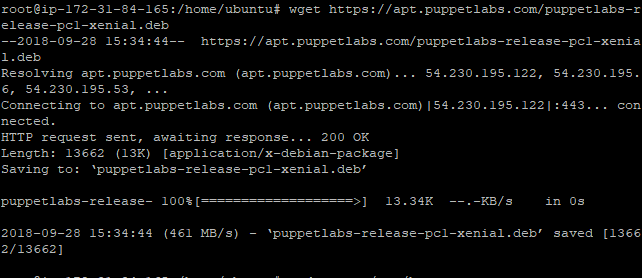 root@ip-172-31-84-165:/home/ubuntu# wget https://apt.puppetlabs.com/puppetlabs-r
elease-pc1-xenial.deb
--2018-09-28 15:34:44--  https://apt.puppetlabs.com/puppetlabs-release-pc1-xenia
l.deb
Resolving apt.puppetlabs.com (apt.puppetlabs.com)... 54.230.195.122, 54.230.195.
6, 54.230.195.53, ...
Connecting to apt.puppetlabs.com (apt.puppetlabs.com)|54.230.195.122|:443... con
nected.
HTTP request sent, awaiting response... 200 OK
Length: 13662 (13K) [application/x-debian-package]
Saving to: ‘puppetlabs-release-pc1-xenial.deb’
puppetlabs-release- 100%[===================>]  13.34K  --.-KB/s    in 0s
2018-09-28 15:34:44 (461 MB/s) - ‘puppetlabs-release-pc1-xenial.deb’ saved [1366
2/13662]